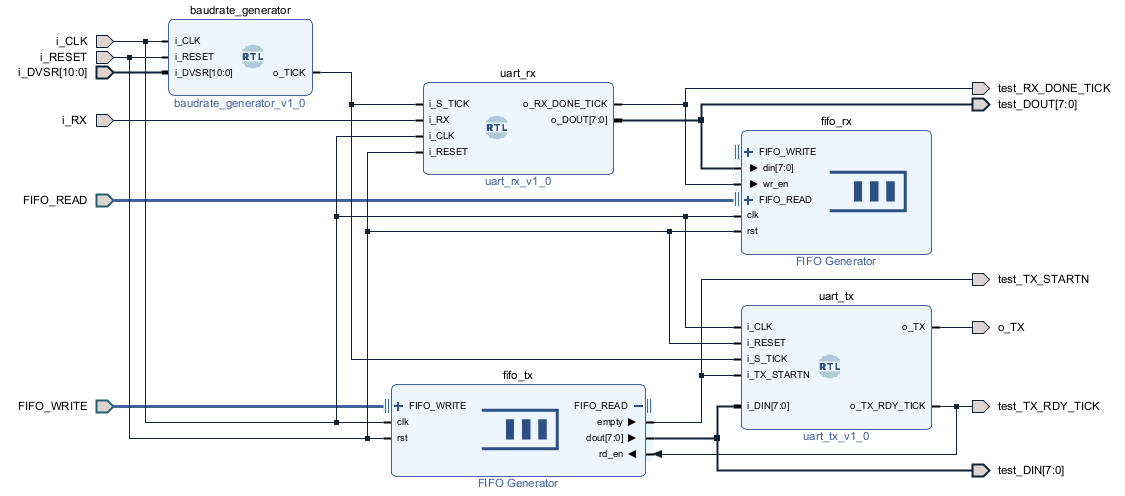 baudrate_generator
i_CLK
i_RESET
i_DVSR[10:0]
i_CLK
i_RESET
i_DVSR[10:0]
RTL
o_TICK
baudrate_generator_v1_0
uart_rx
i_RX
i_S_TICK
i_RX
i_CLK
i_RESET
RTL
o_RX_DONE_TICK
o_DOUT[7:0]
uart_rx_v1_0
test_RX_DONE_TICK
test_DOUT[7:0]
fifo_rx
FIFO_READ
FIFO_WRITE
din[7:0]
wr_en
FIFO_READ
clk
rst
FIFO Generator
test_TX_STARTN
uart_tx
i_CLK
i_RESET
i_S_TICK
i_TX_STARTN
i_DIN[7:0]
RTL
o_TX
o_TX_RDY_TICK
uart_tx_v1_0
o_TX
test_TX_RDY_TICK
test_DIN[7:0]
fifo_tx
FIFO_WRITE
FIFO_WRITE
clk
rst
FIFO_READ
empty
dout[7:0]
rd_en
FIFO Generator